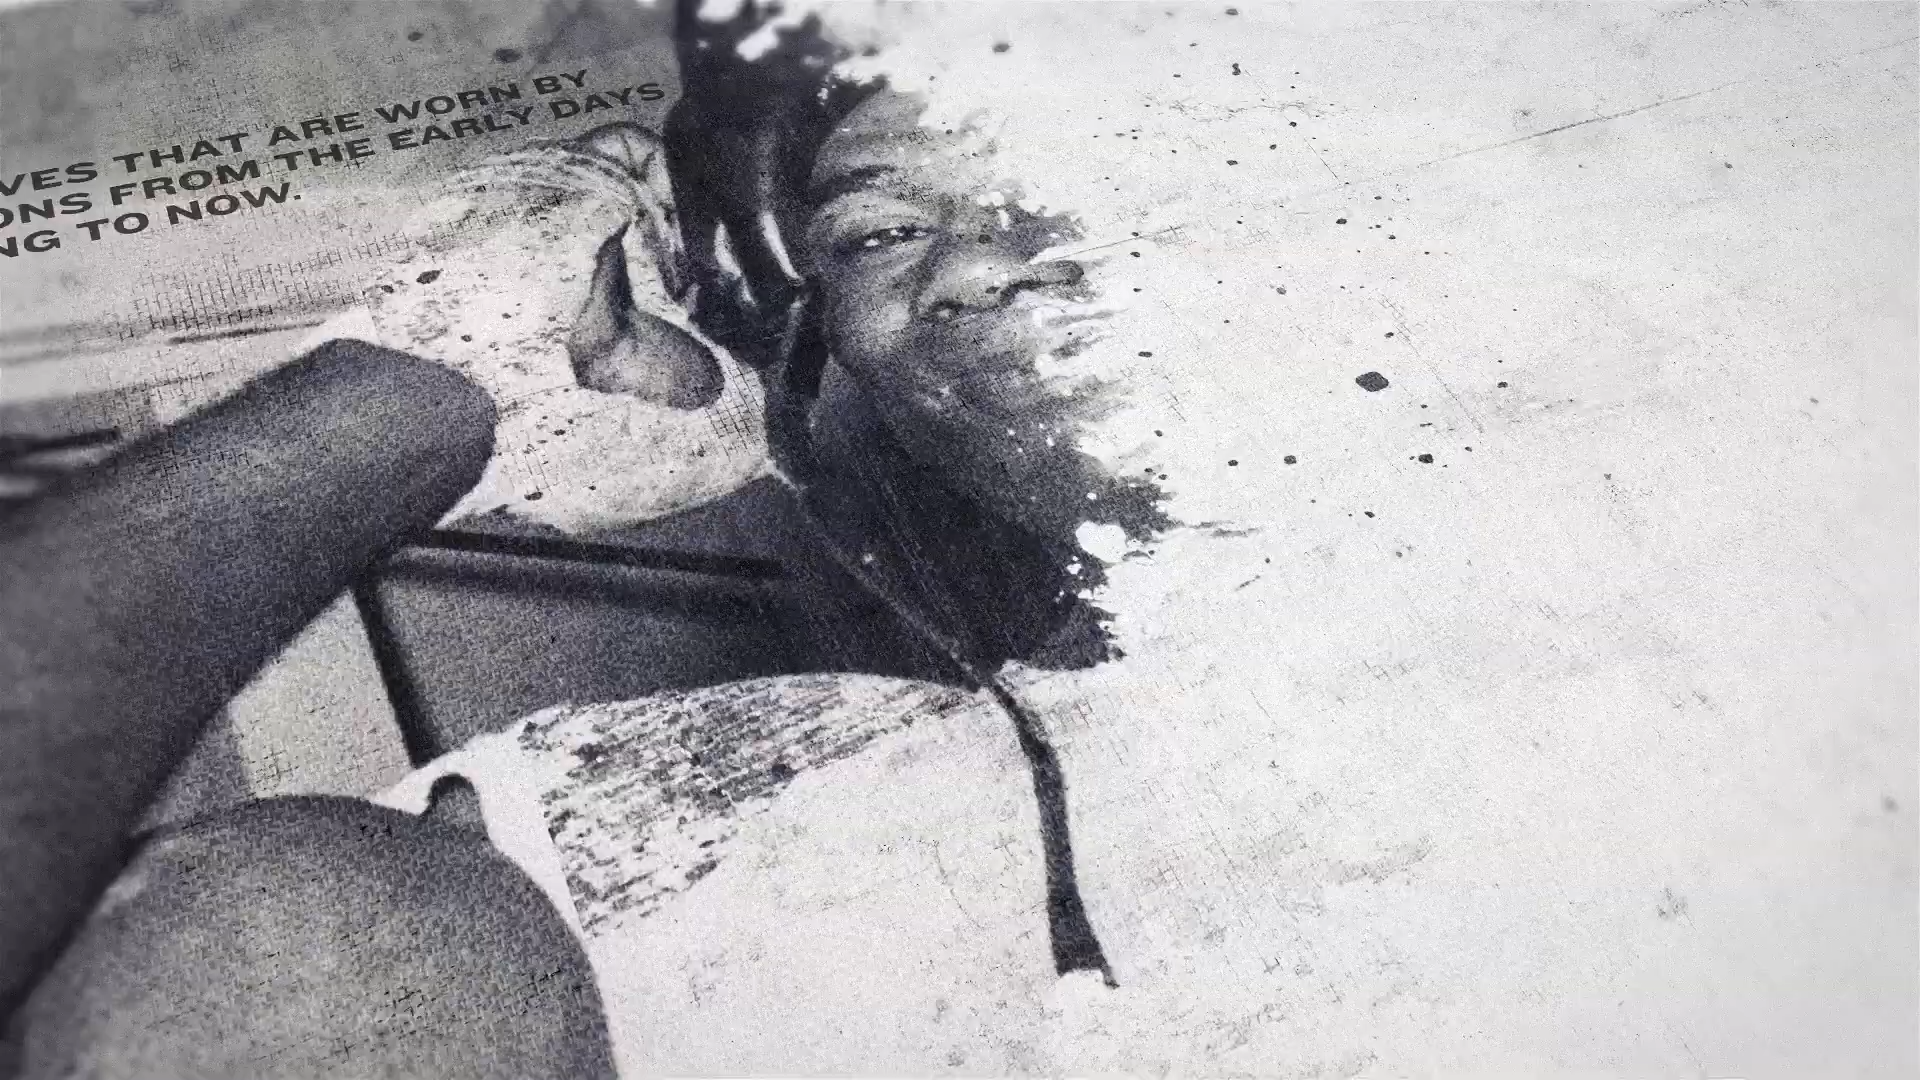 VES THAT ARE WORN BY
ONS FROM THE EARLY DAYS
NG TO NOW.